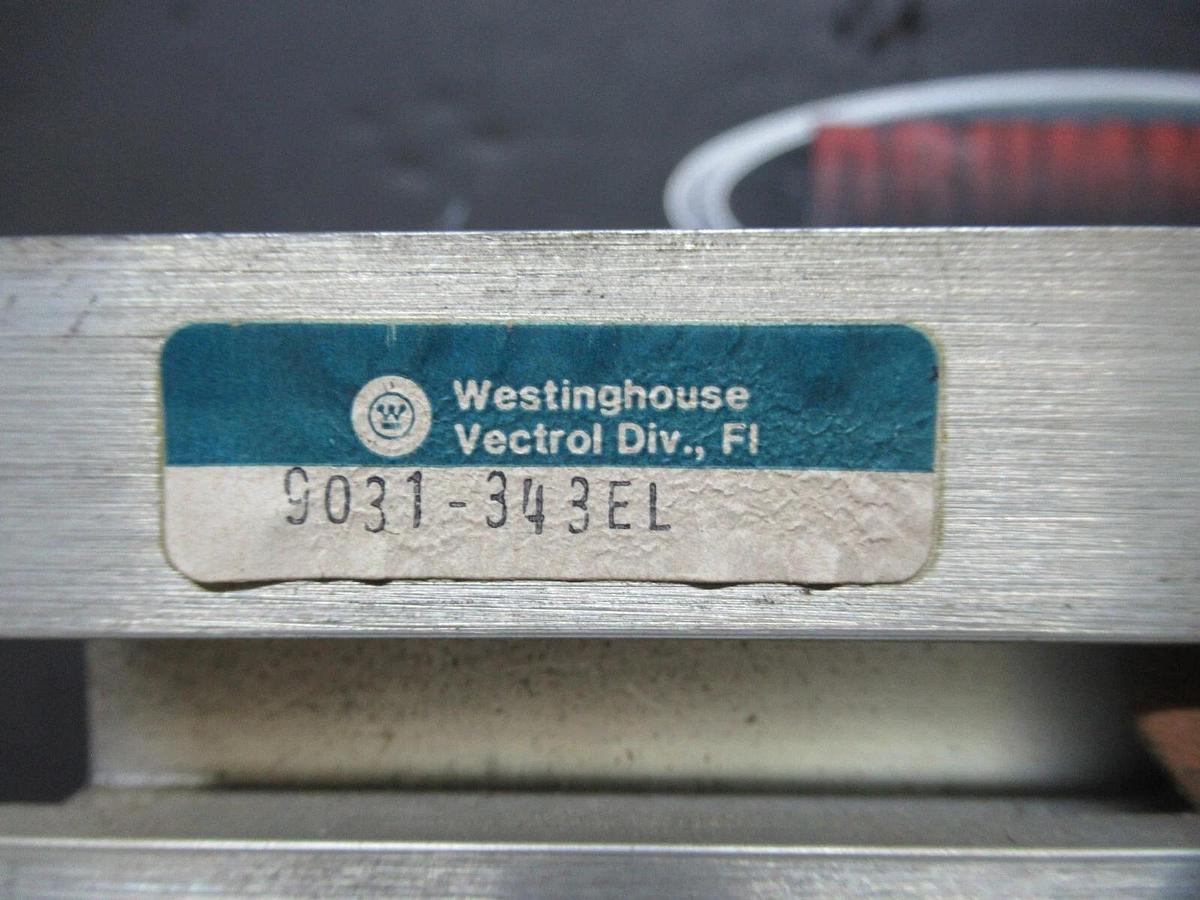 Westinghouse
Vectrol Div., Fl
9031-343EL